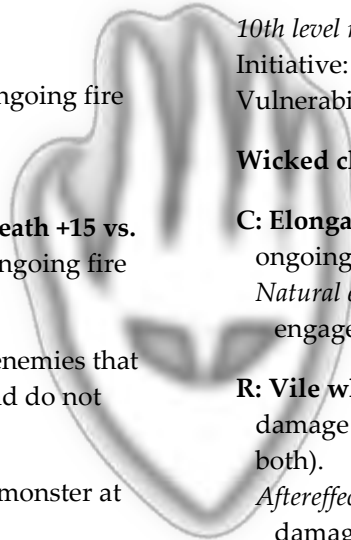 ngoing fire
eath +15 vs.
ngoing fire
enemies that
d do not
monster at
10th level
Initiative:
Vulnerabi
Wicked cl
C: Elonga
ongoing
Natural
engage
R: Vile w
damage
both).
Aftereffec
damag